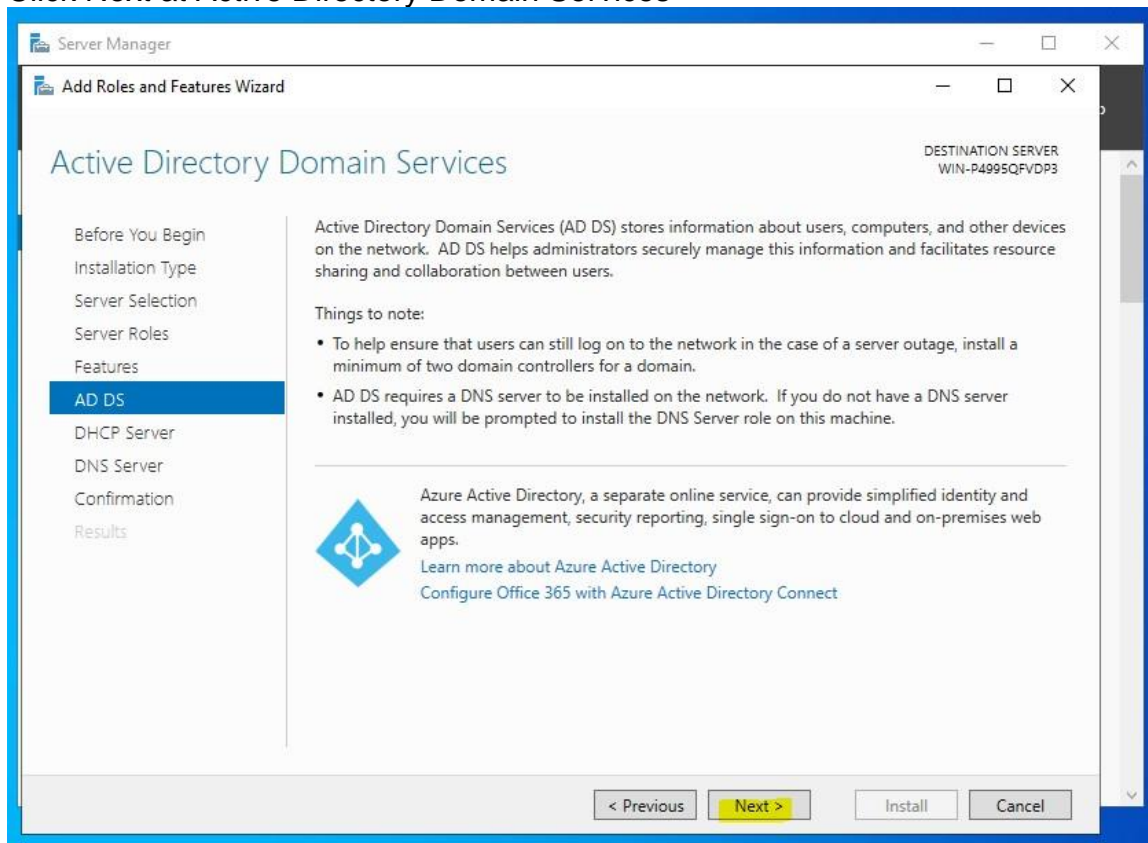 Click Next at Active Directory Domain Services
Server Manager
Add Roles and Features Wizard
Active Directory Domain Services
DESTINATION SERVER
WIN-P4995QFVDP3
Before You Begin
Installation Type
Server Selection
Server Roles
Features
AD DS
DHCP Server
DNS Server
Confirmation
Results
Active Directory Domain Services (AD DS) stores information about users, computers, and other devices
on the network. AD DS helps administrators securely manage this information and facilitates resource
sharing and collaboration between users.
Things to note:
• To help ensure that users can still log on to the network in the case of a server outage, install a
minimum of two domain controllers for a domain.
• AD DS requires a DNS server to be installed on the network. If you do not have a DNS server
installed, you will be prompted to install the DNS Server role on this machine.
Azure Active Directory, a separate online service, can provide simplified identity and
access management, security reporting, single sign-on to cloud and on-premises web
apps.
Learn more about Azure Active Directory
Configure Office 365 with Azure Active Directory Connect
< Previous
Next >
Install
Cancel